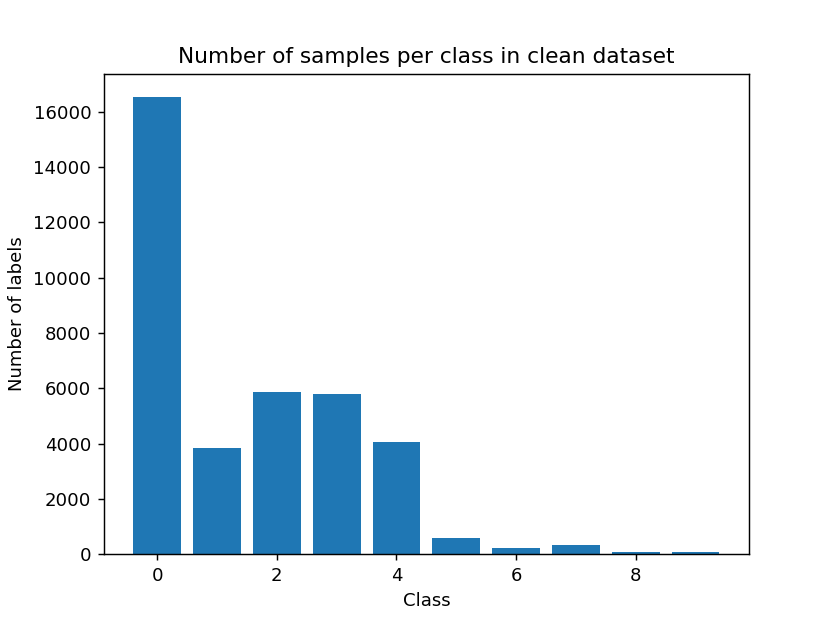 Number of samples per class in clean dataset
16000
14000
12000
10000
8000
6000
4000
2000
0
Number of labels
0 2 4 6 8
Class